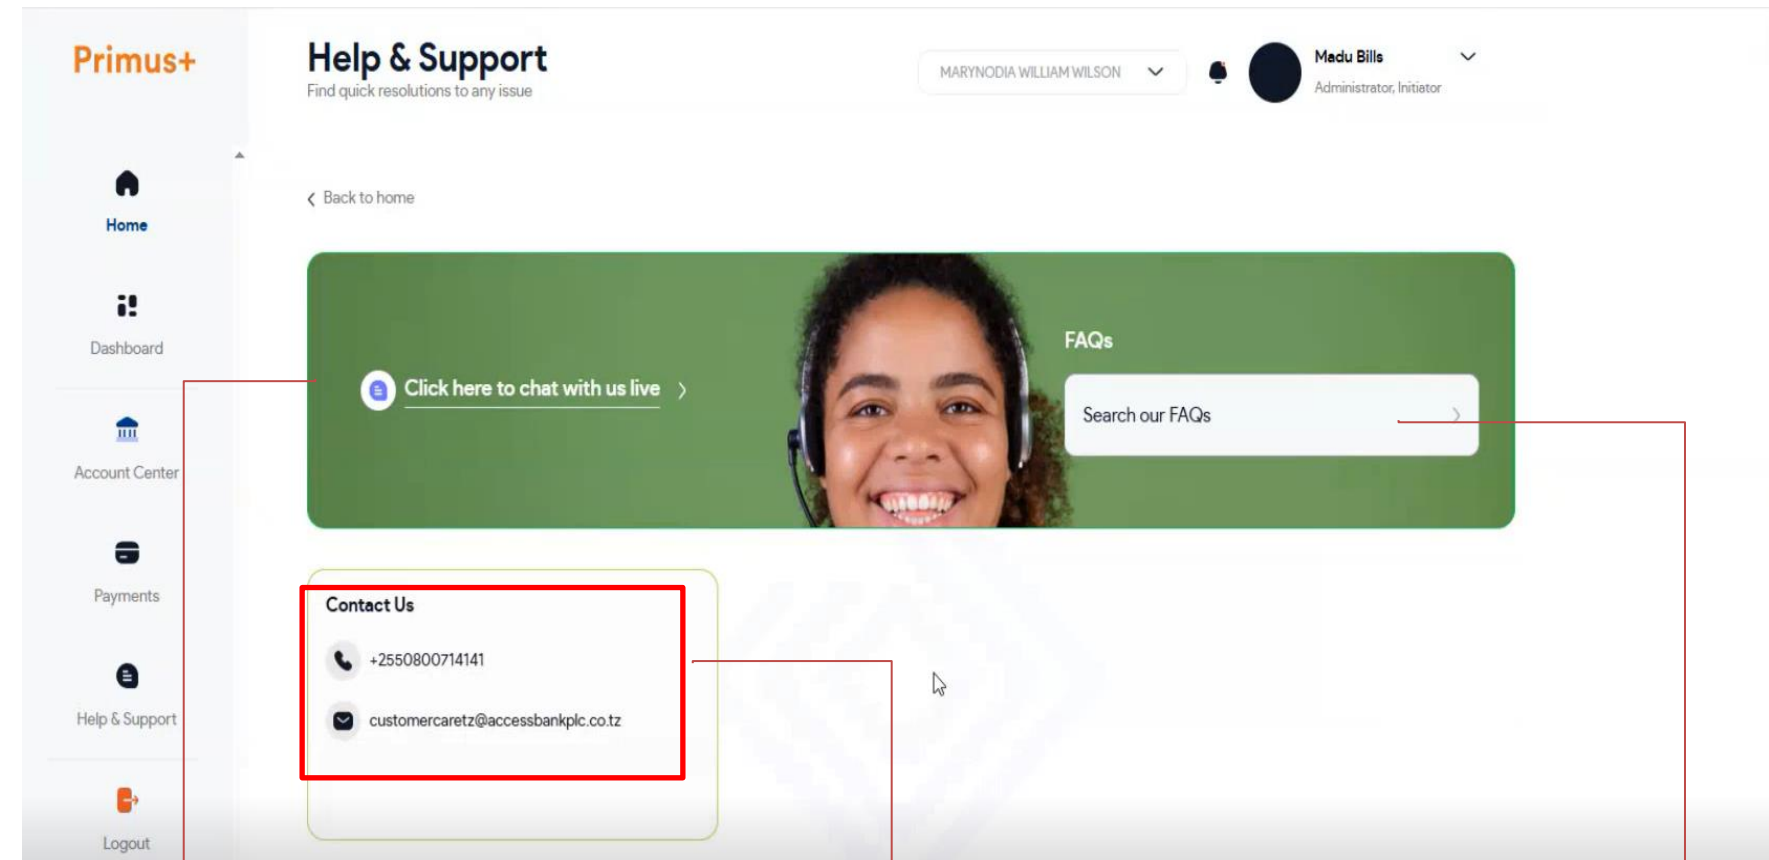 Primus+
Help & Support
Find quick resolutions to any issue
MARYNODIA WILLIAM WILSON
Madu Bills
Administrator, Initiator
Home
Dashboard
Account Center
Payments
Help & Support
Logout
Back to home
Click here to chat with us live
FAQs
Search our FAQs
Contact Us
+2550800714141
customercaretz@accessbankplc.co.tz